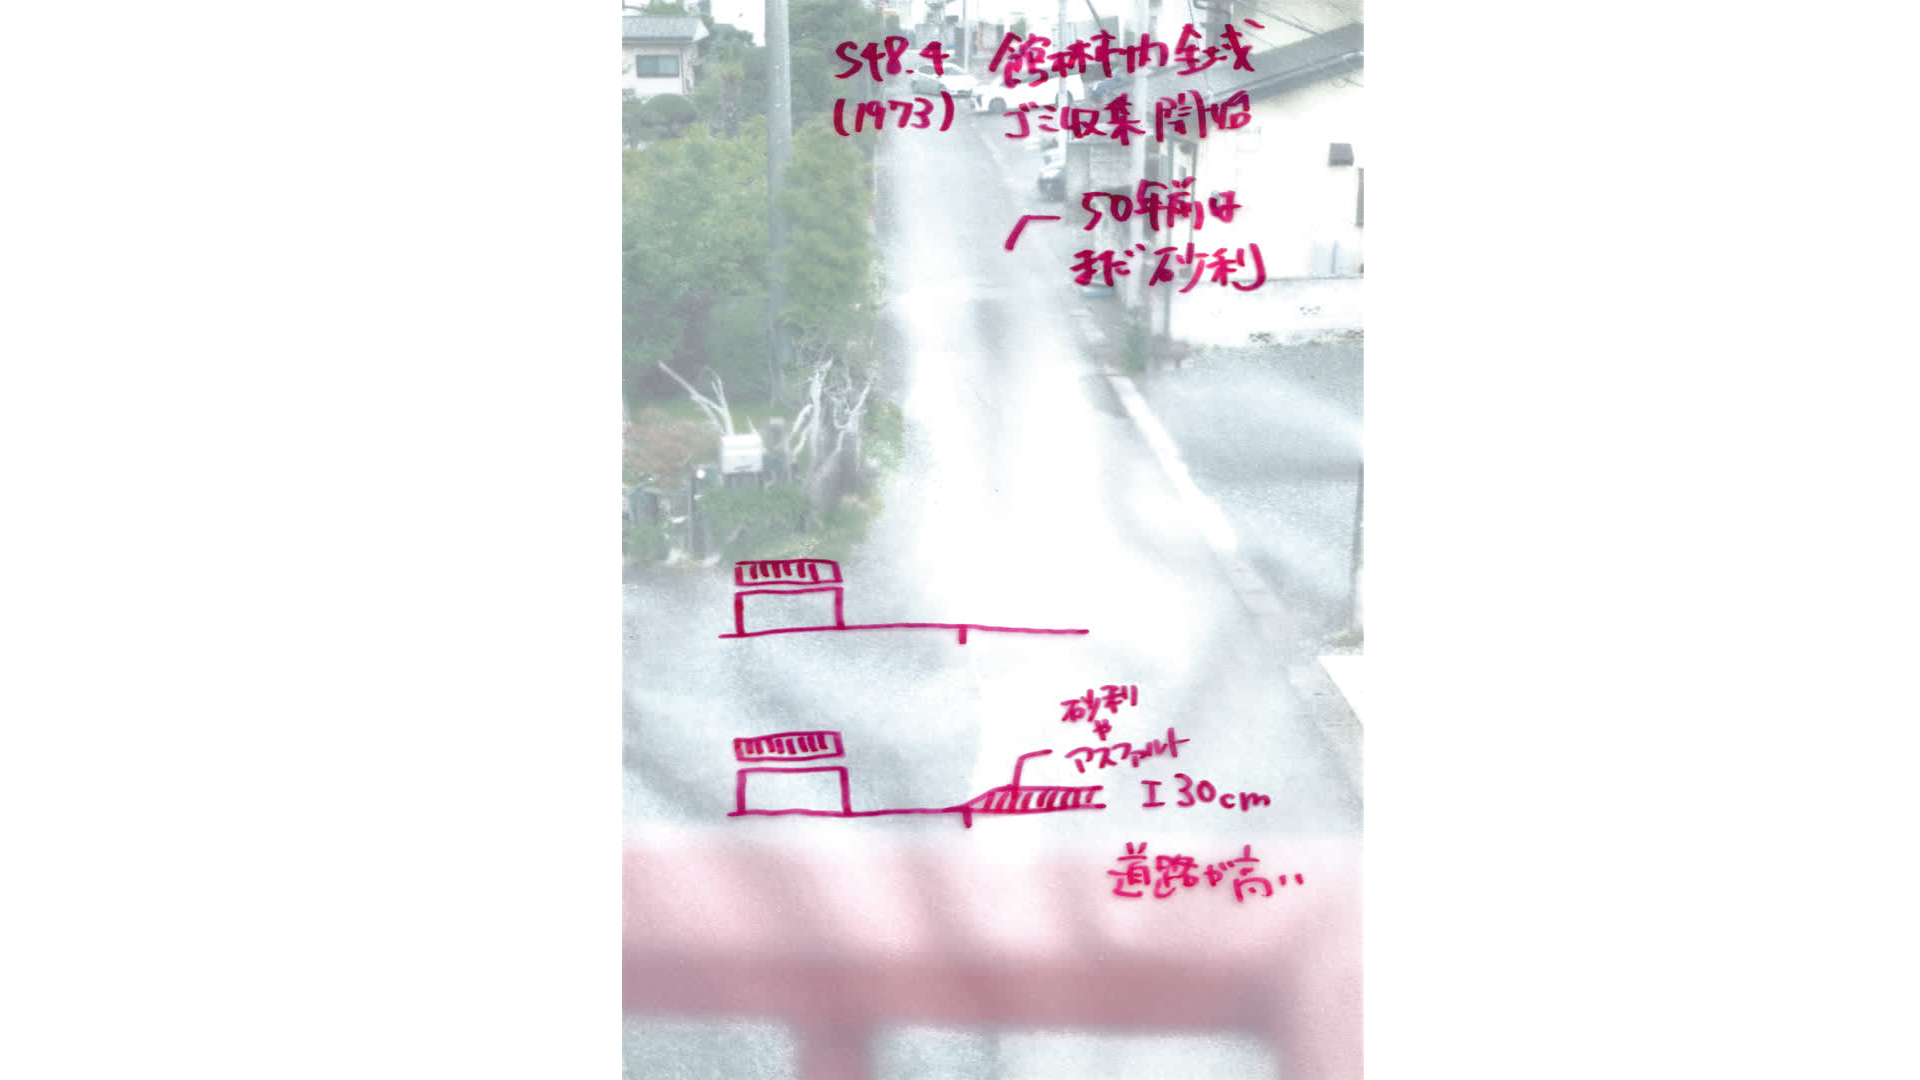 S48.4 館林市内全域
(1973) ゴミ収集開始
50年前は
まだ砂利
砂利
や
アスファルト
30cm
道路が高い